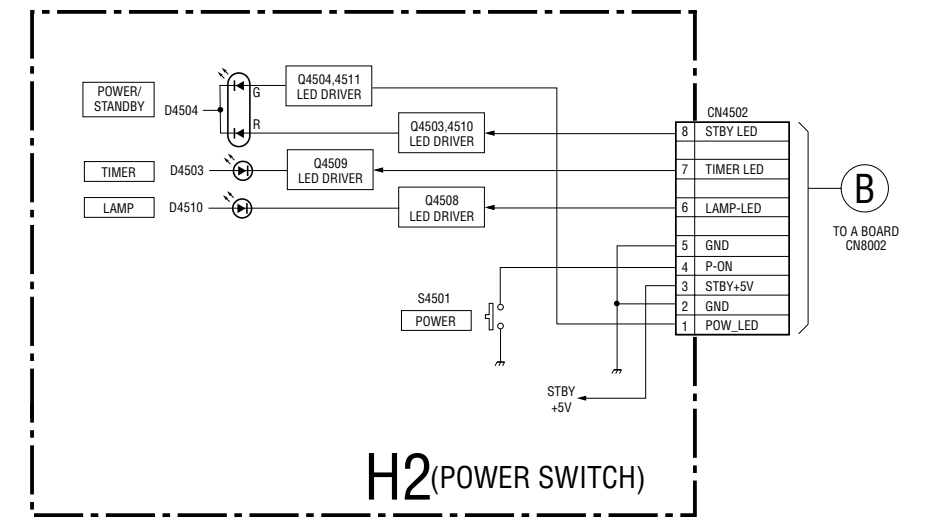 POWER/
STANDBY
D4504
G
R
Q4504,4511
LED DRIVER
Q4503,4510
LED DRIVER
TIMER
D4503
Q4509
LED DRIVER
LAMP
D4510
Q4508
LED DRIVER
S4501
POWER
STBY
+5V
CN4502
8 STBY LED
7 TIMER LED
6 LAMP-LED
5 GND
4 P-ON
3 STBY+5V
2 GND
1 POW_LED
B
TO A BOARD
CN8002
H2(POWER SWITCH)